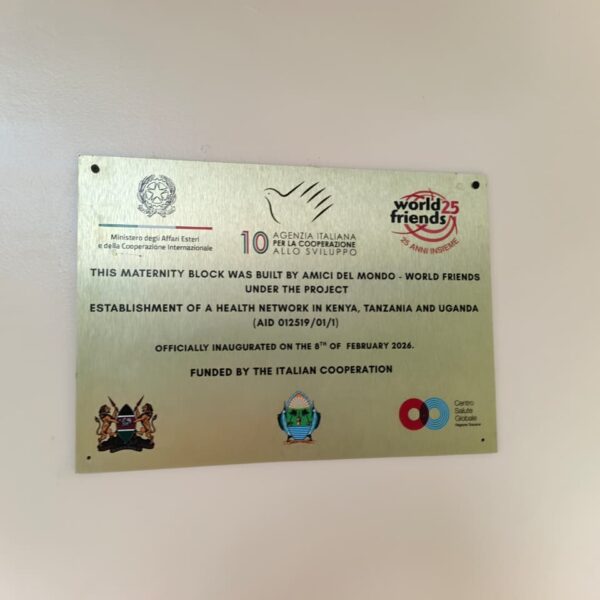 Ministero degli Affari Esteri
e della Cooperazione Internazionale
10 AGENZIA ITALIANA
PER LA COOPERAZIONE
ALLO SVILUPPO
world 25
friends
25 ANNI INSIEME
THIS MATERNITY BLOCK WAS BUILT BY AMICI DEL MONDO - WORLD FRIENDS
UNDER THE PROJECT
ESTABLISHMENT OF A HEALTH NETWORK IN KENYA, TANZANIA AND UGANDA
(AID 012519/01/1)
OFFICIALLY INAUGURATED ON THE 8TH OF FEBRUARY 2026.
FUNDED BY THE ITALIAN COOPERATION
Centro
Salute
Globale
Regione Toscana